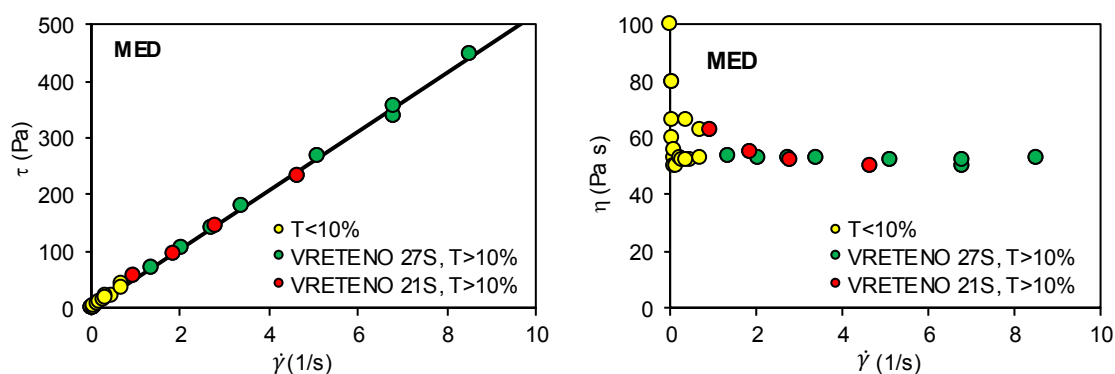 500
400
300
200
100
0
τ (Pa)
MED
T<10%
VRETENO 27S, T>10%
VRETENO 21S, T>10%
0 2 4 6 8 10
γ̇ (1/s)
100
80
60
40
20
0
η (Pa s)
MED
T<10%
VRETENO 27S, T>10%
VRETENO 21S, T>10%
0 2 4 6 8 10
γ̇ (1/s)